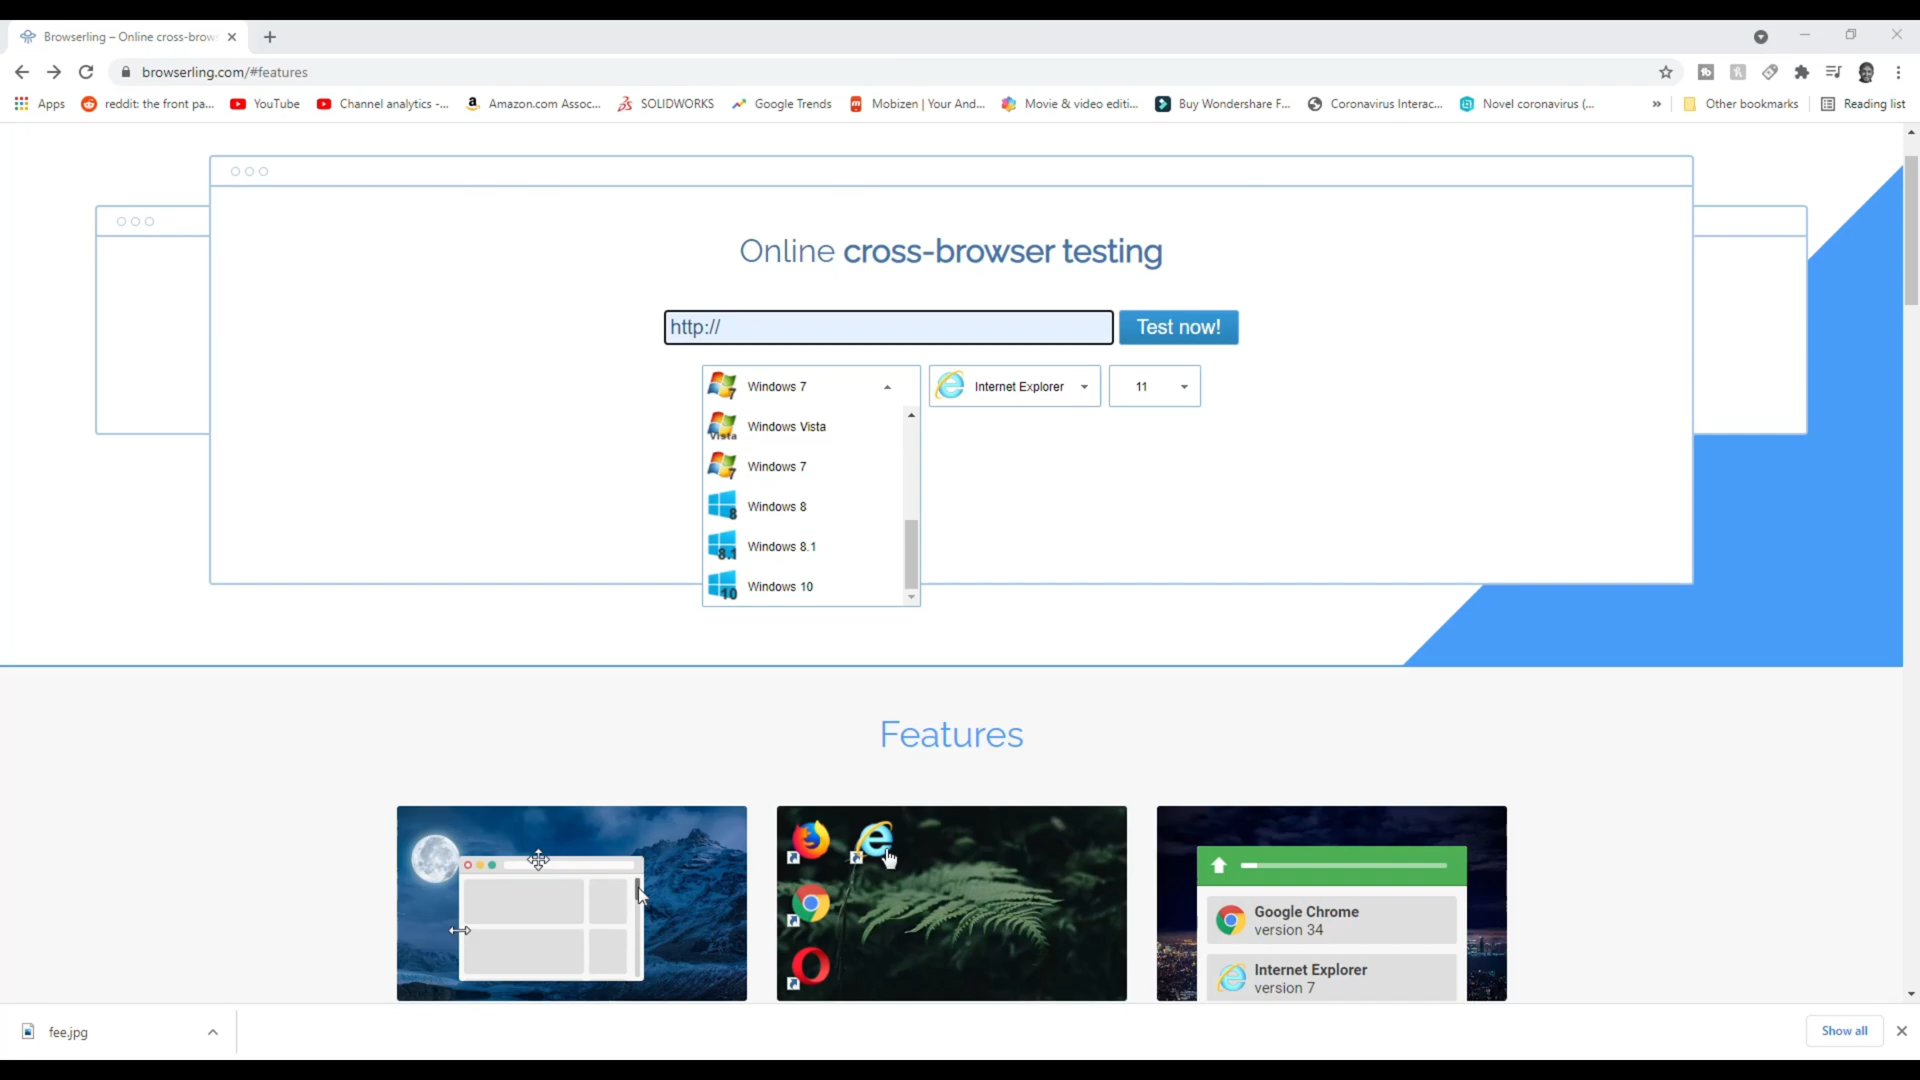 Browserling – Online cross-brow
browserling.com/#features
Apps
reddit: the front pa...
YouTube
Channel analytics -...
Amazon.com Assoc...
SOLIDWORKS
Google Trends
Mobizen | Your And...
Movie & video editi...
Buy Wondershare F...
Coronavirus Interac...
Novel coronavirus (...
»
Other bookmarks
Reading list
Online cross-browser testing
http://
Test now!
Windows 7
Internet Explorer
11
Windows Vista
Windows 7
Windows 8
Windows 8.1
Windows 10
Features
Google Chrome
version 34
Internet Explorer
version 7
fee.jpg
Show all